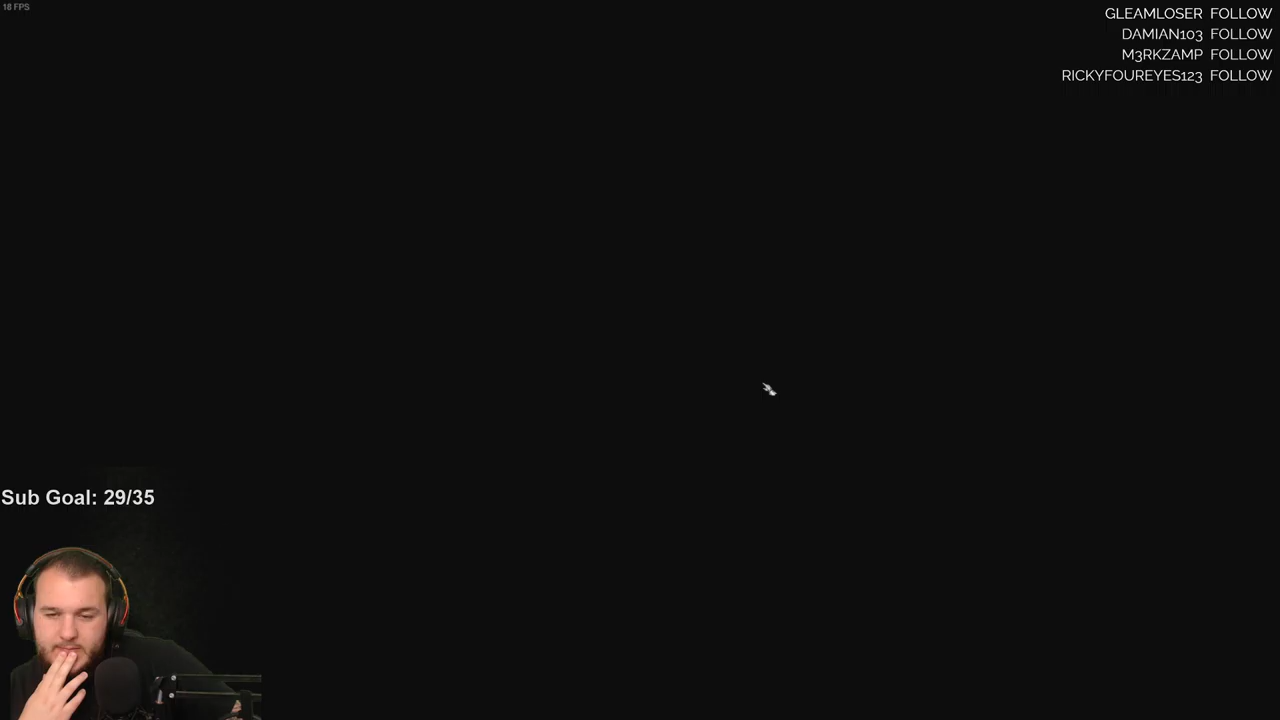 18 FPS
GLEAMLOSER FOLLOW
DAMIAN103 FOLLOW
M3RKZAMP FOLLOW
RICKYFOUREYES123 FOLLOW
Sub Goal: 29/35